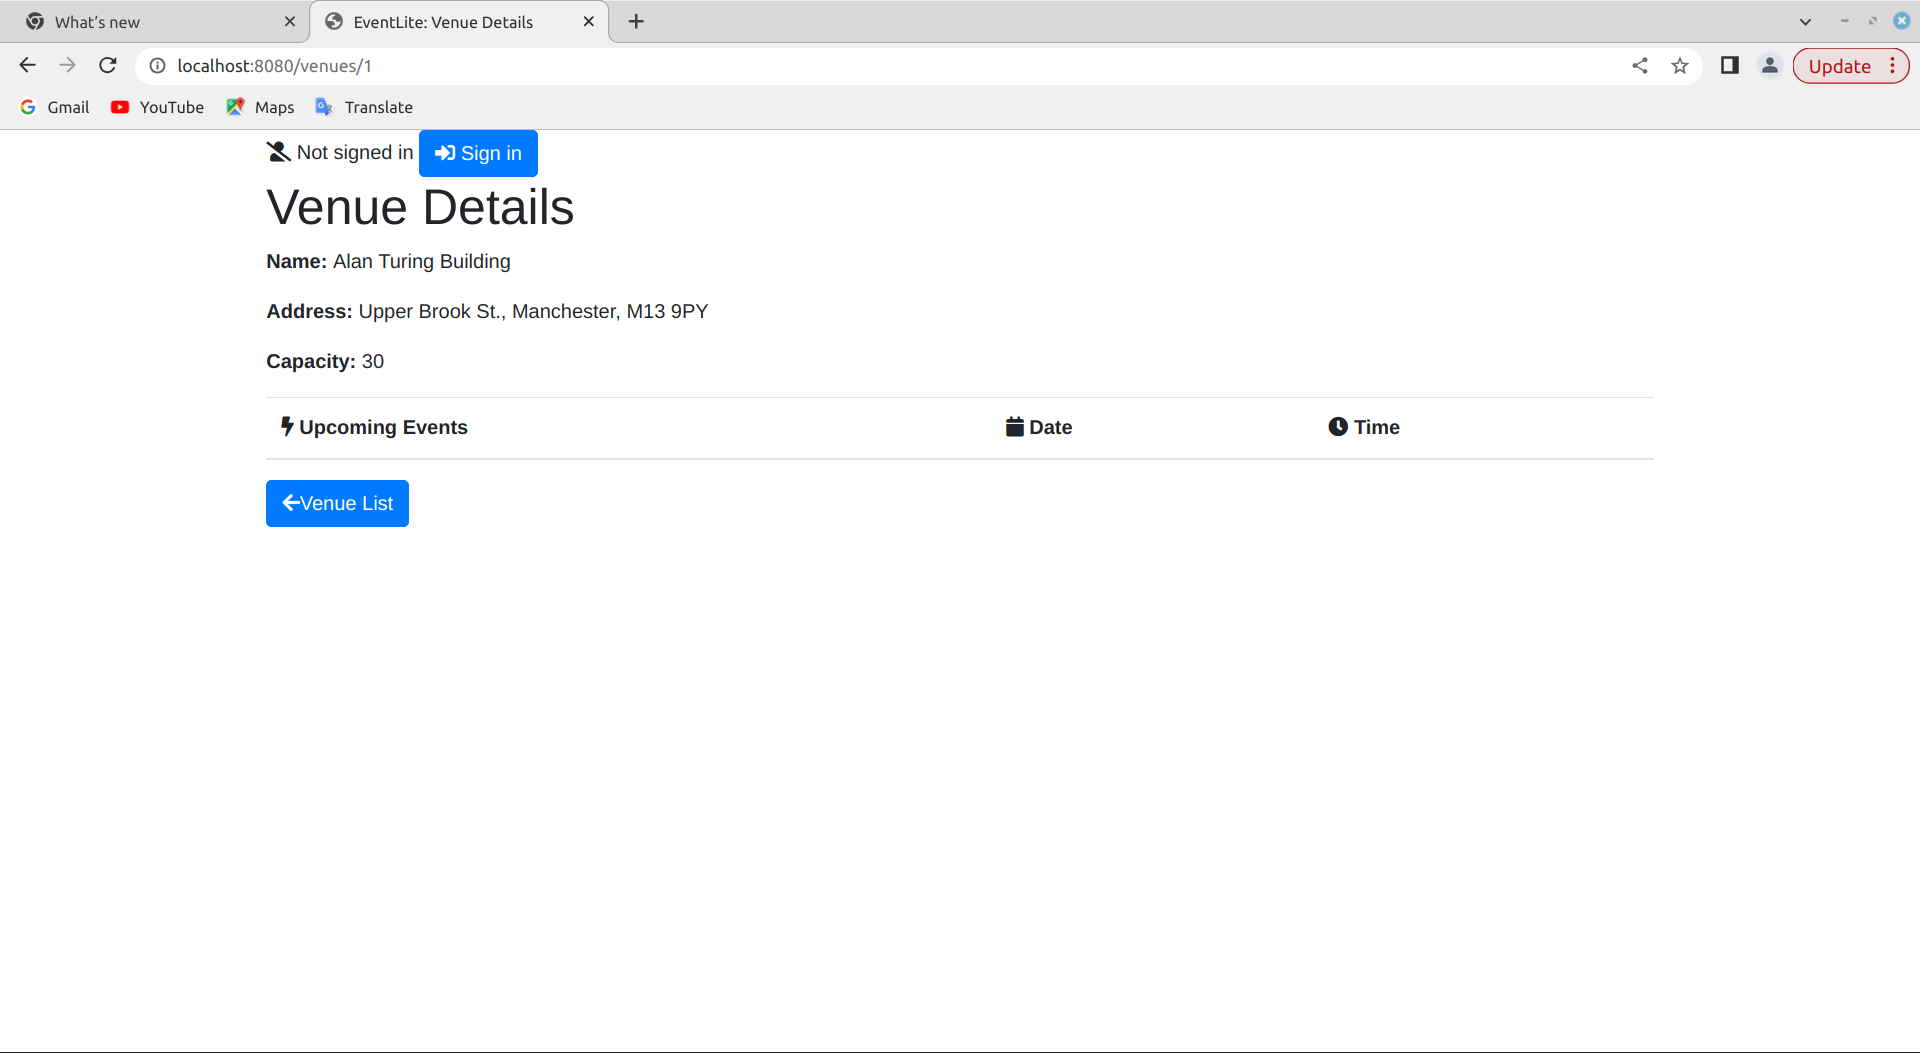 What's new
EventLite: Venue Details
localhost:8080/venues/1
Update
Gmail
YouTube
Maps
Translate
Not signed in Sign in
Venue Details
Name: Alan Turing Building
Address: Upper Brook St., Manchester, M13 9PY
Capacity: 30
Upcoming Events Date Time
Venue List